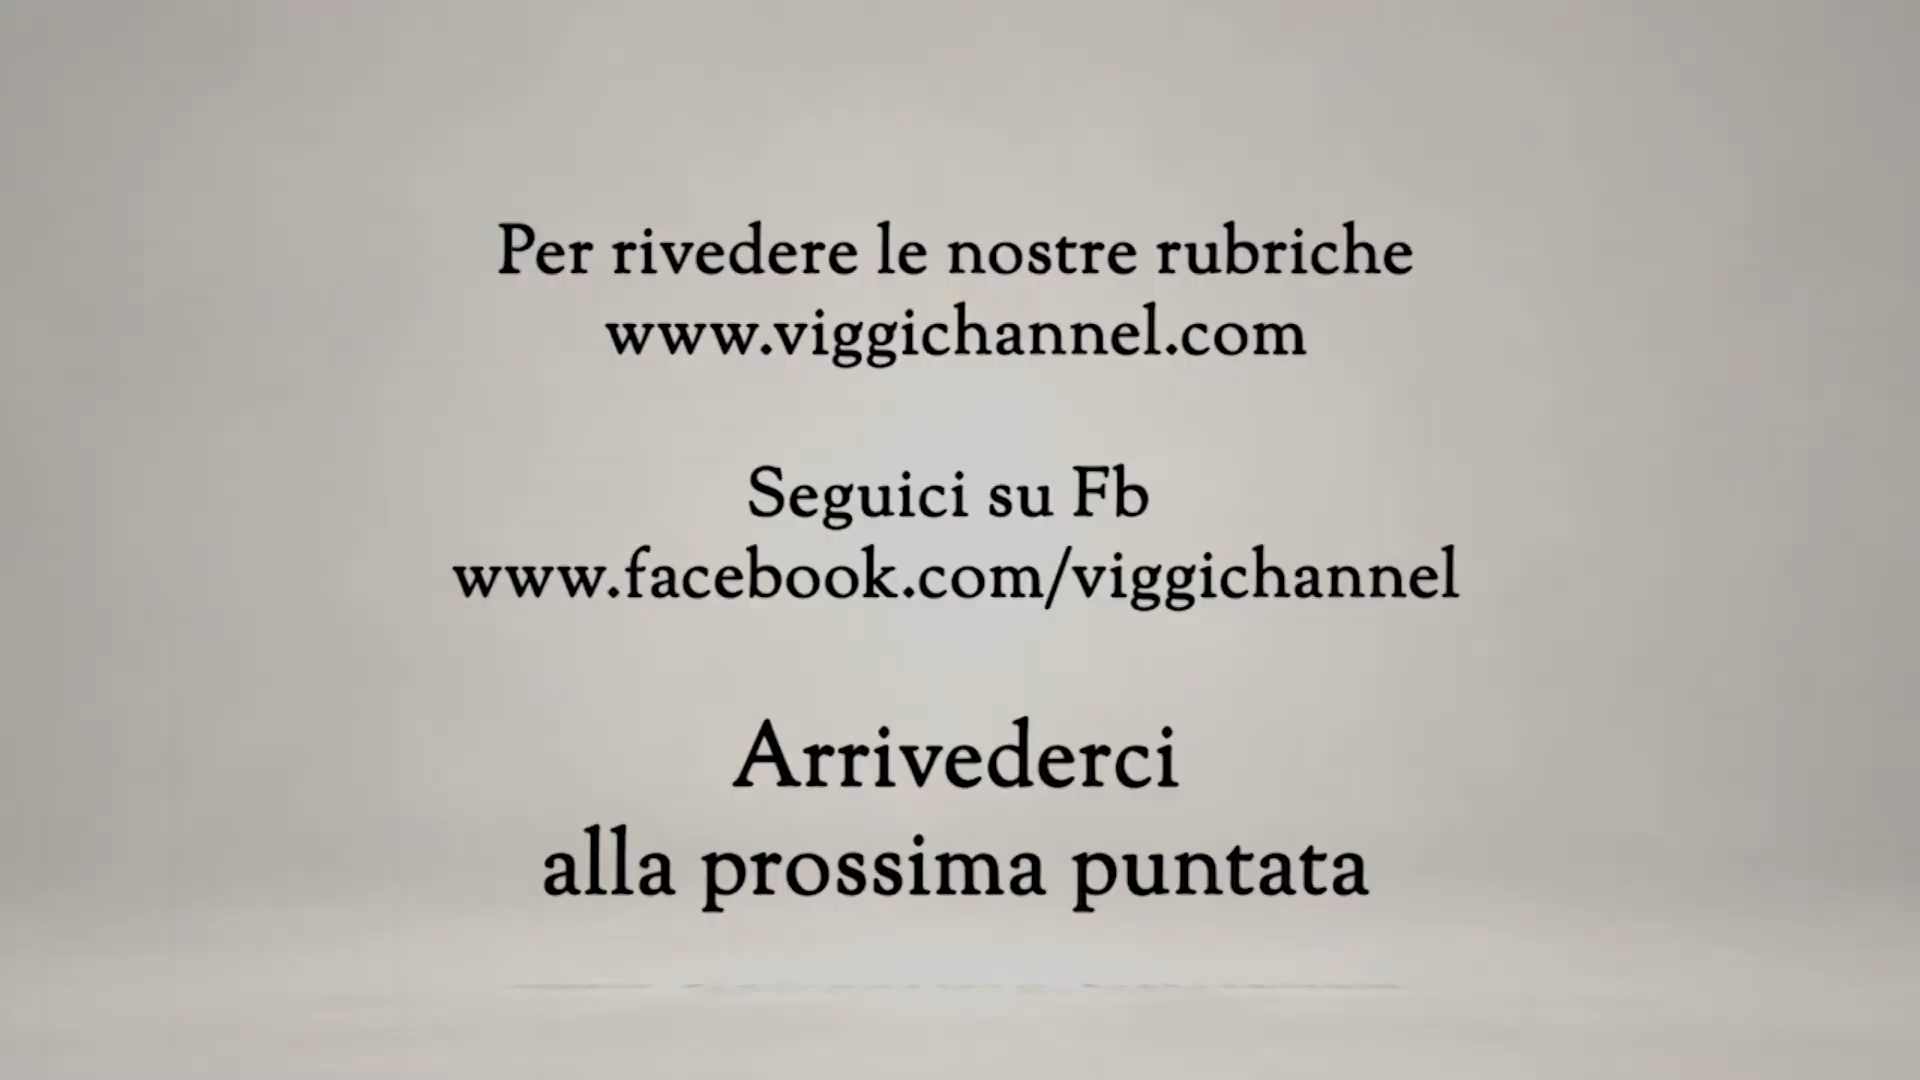 Per rivedere le nostre rubriche
www.viggichannel.com
Seguici su Fb
www.facebook.com/viggichannel
Arrivederci
alla prossima puntata